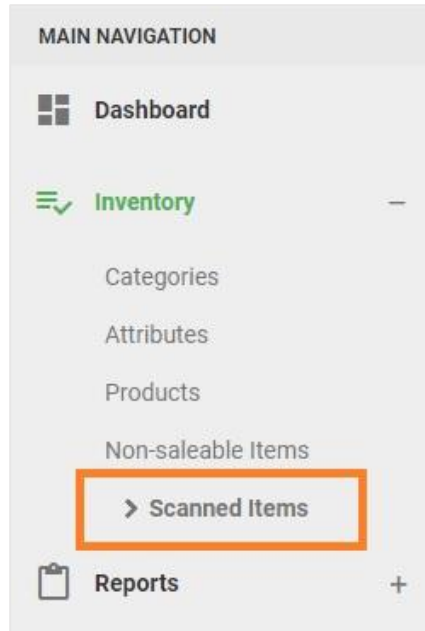 MAIN NAVIGATION
Dashboard
Inventory −
Categories
Attributes
Products
Non-saleable Items
> Scanned Items
Reports +